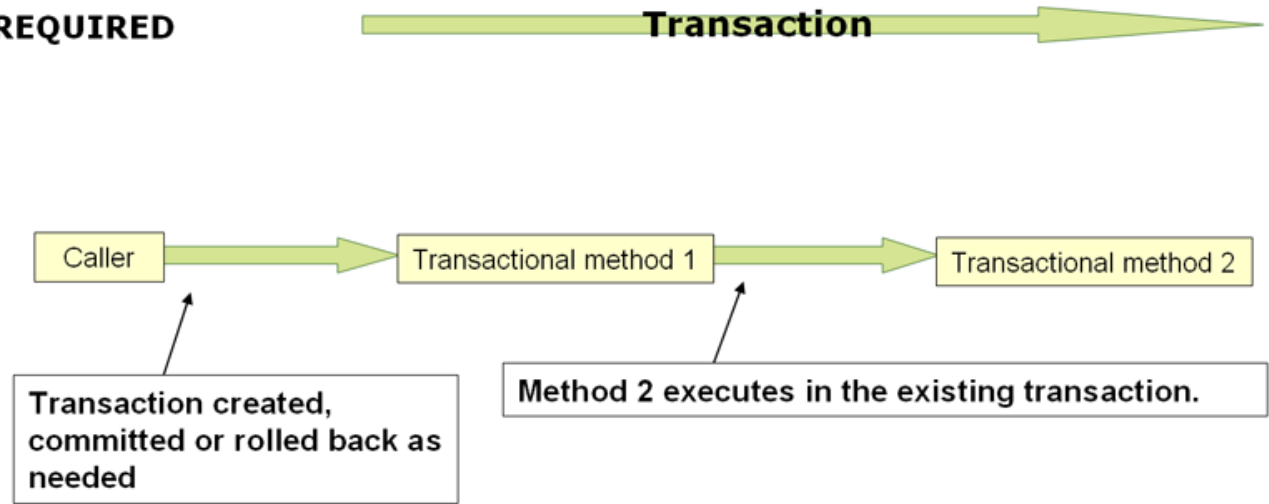 REQUIRED
Transaction
Caller
Transactional method 1
Transactional method 2
Transaction created,
committed or rolled back as
needed
Method 2 executes in the existing transaction.